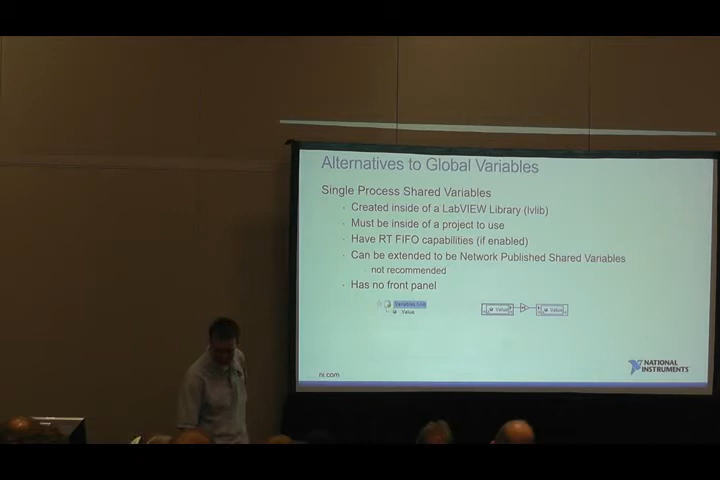 Alternatives to Global Variables
Single Process Shared Variables
· Created inside of a LabVIEW Library (lvlib)
· Must be inside of a project to use
· Have RT FIFO capabilities (if enabled)
· Can be extended to be Network Published Shared Variables
not recommended
· Has no front panel
Variables.lvlib
Value
Value
Value
ni.com
NATIONAL
INSTRUMENTS